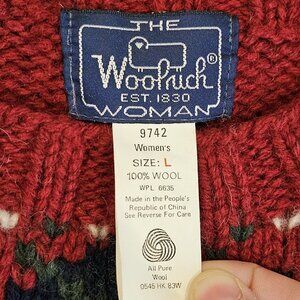 THE
Woolrich®
EST. 1830
WOMAN
9742
Women's
SIZE: L
100% WOOL
WPL 6635
Made in the People's
Republic of China
See Reverse For Care
All Pure
Wool
0545 HK 83W